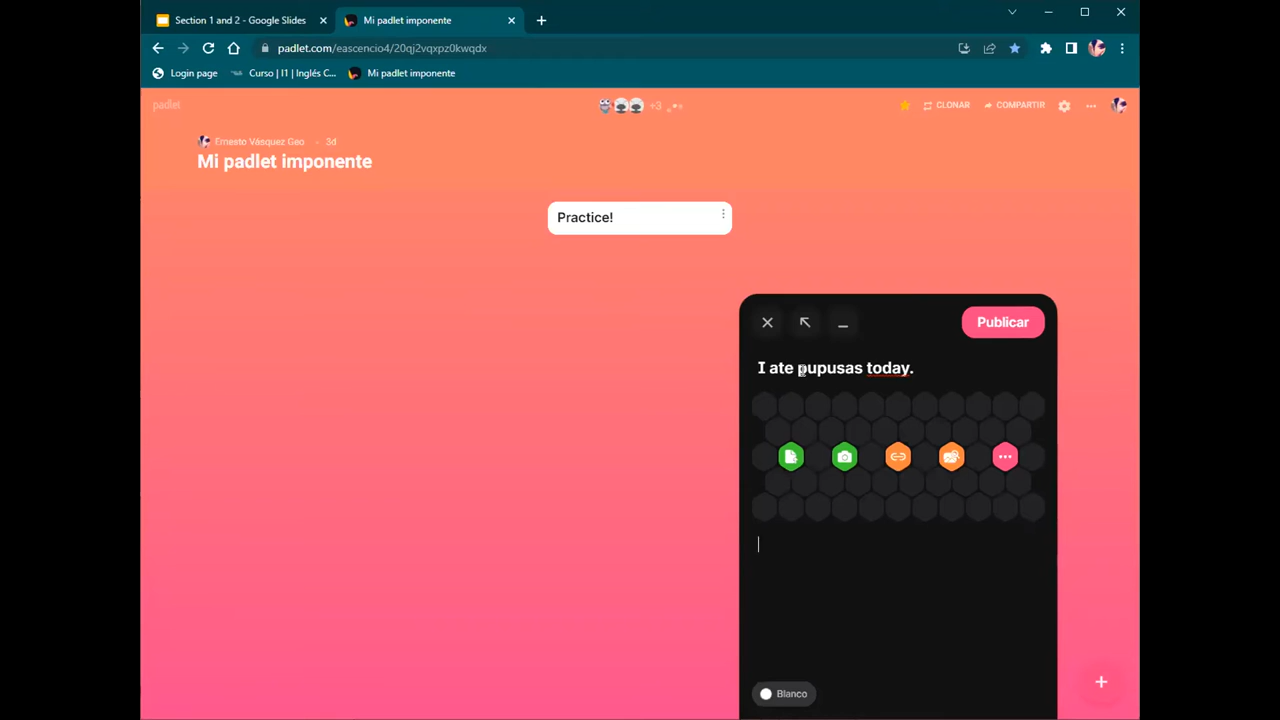 Section 1 and 2 - Google Slides
Mi padlet imponente
padlet.com/eascencio4/20qj2vqxpz0kwqdx
Login page
Curso | I1 | Inglés C...
Mi padlet imponente
padlet
+3
CLONAR
COMPARTIR
Ernesto Vásquez Geo - 3d
Mi padlet imponente
Practice!
Publicar
I ate pupusas today.
Blanco